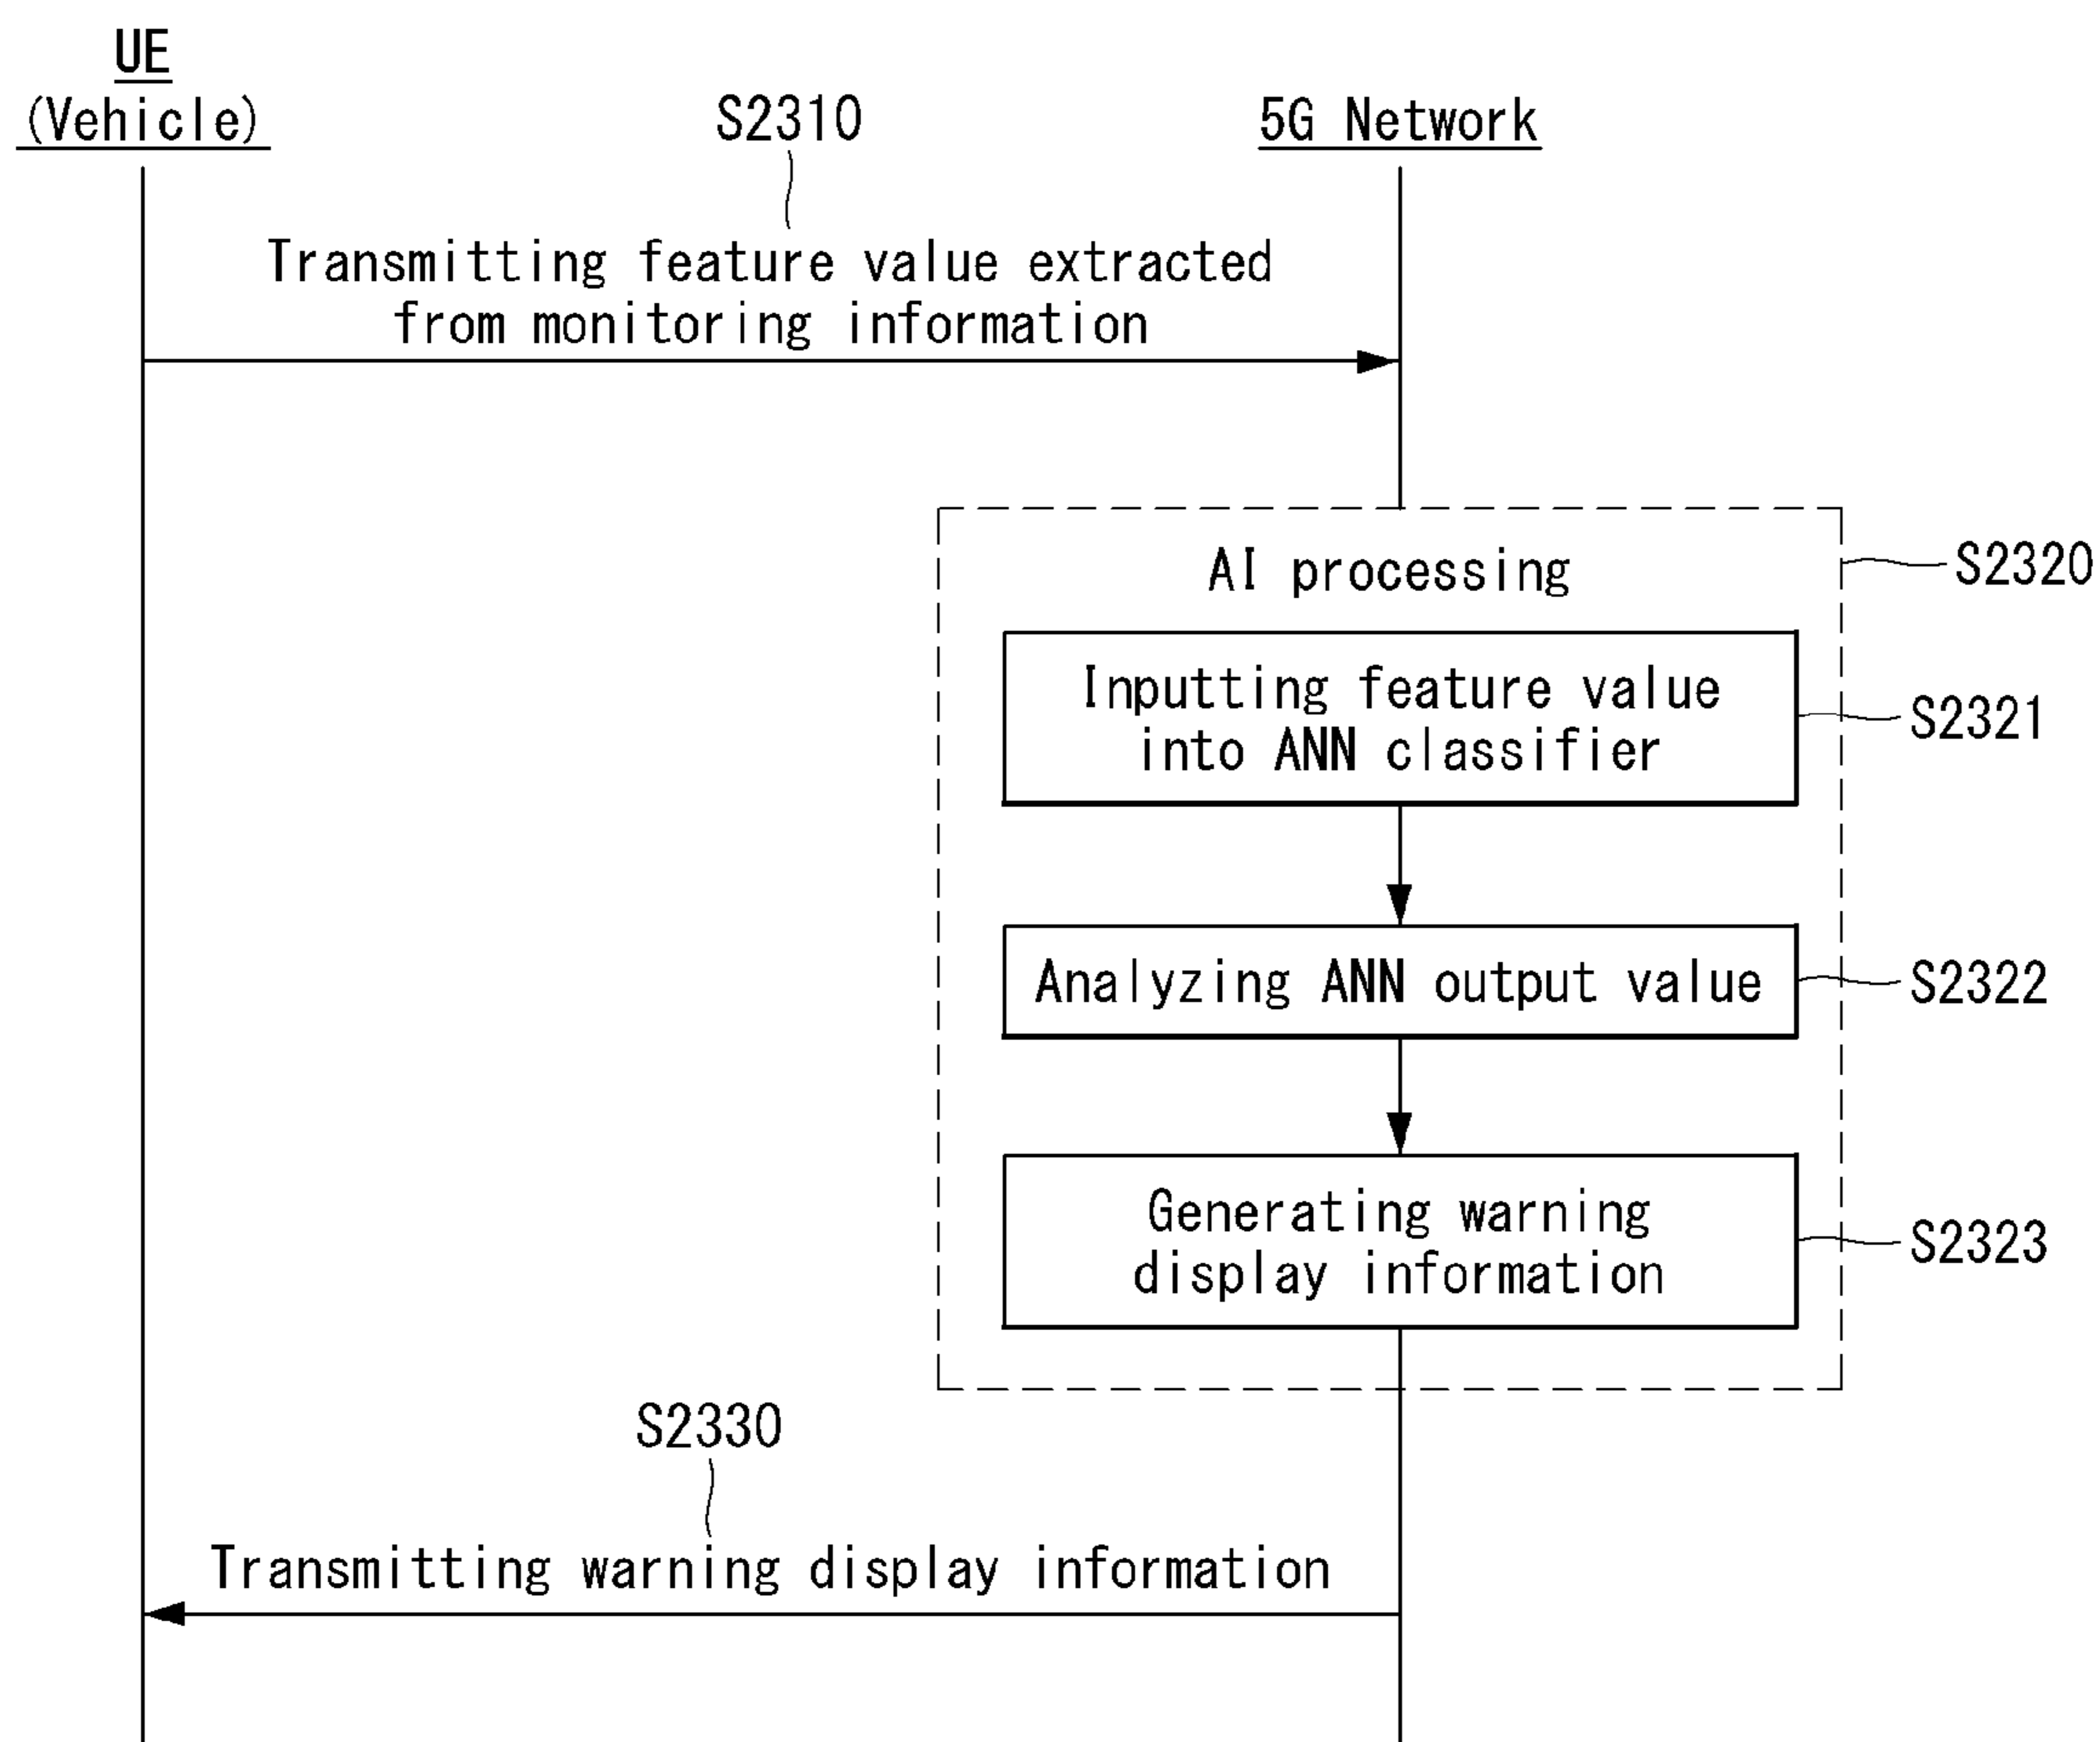 UE
(Vehicle)
S2310
5G Network
Transmitting feature value extracted
from monitoring information
AI processing
S2320
Inputting feature value
into ANN classifier
S2321
Analyzing ANN output value
S2322
Generating warning
display information
S2323
S2330
Transmitting warning display information